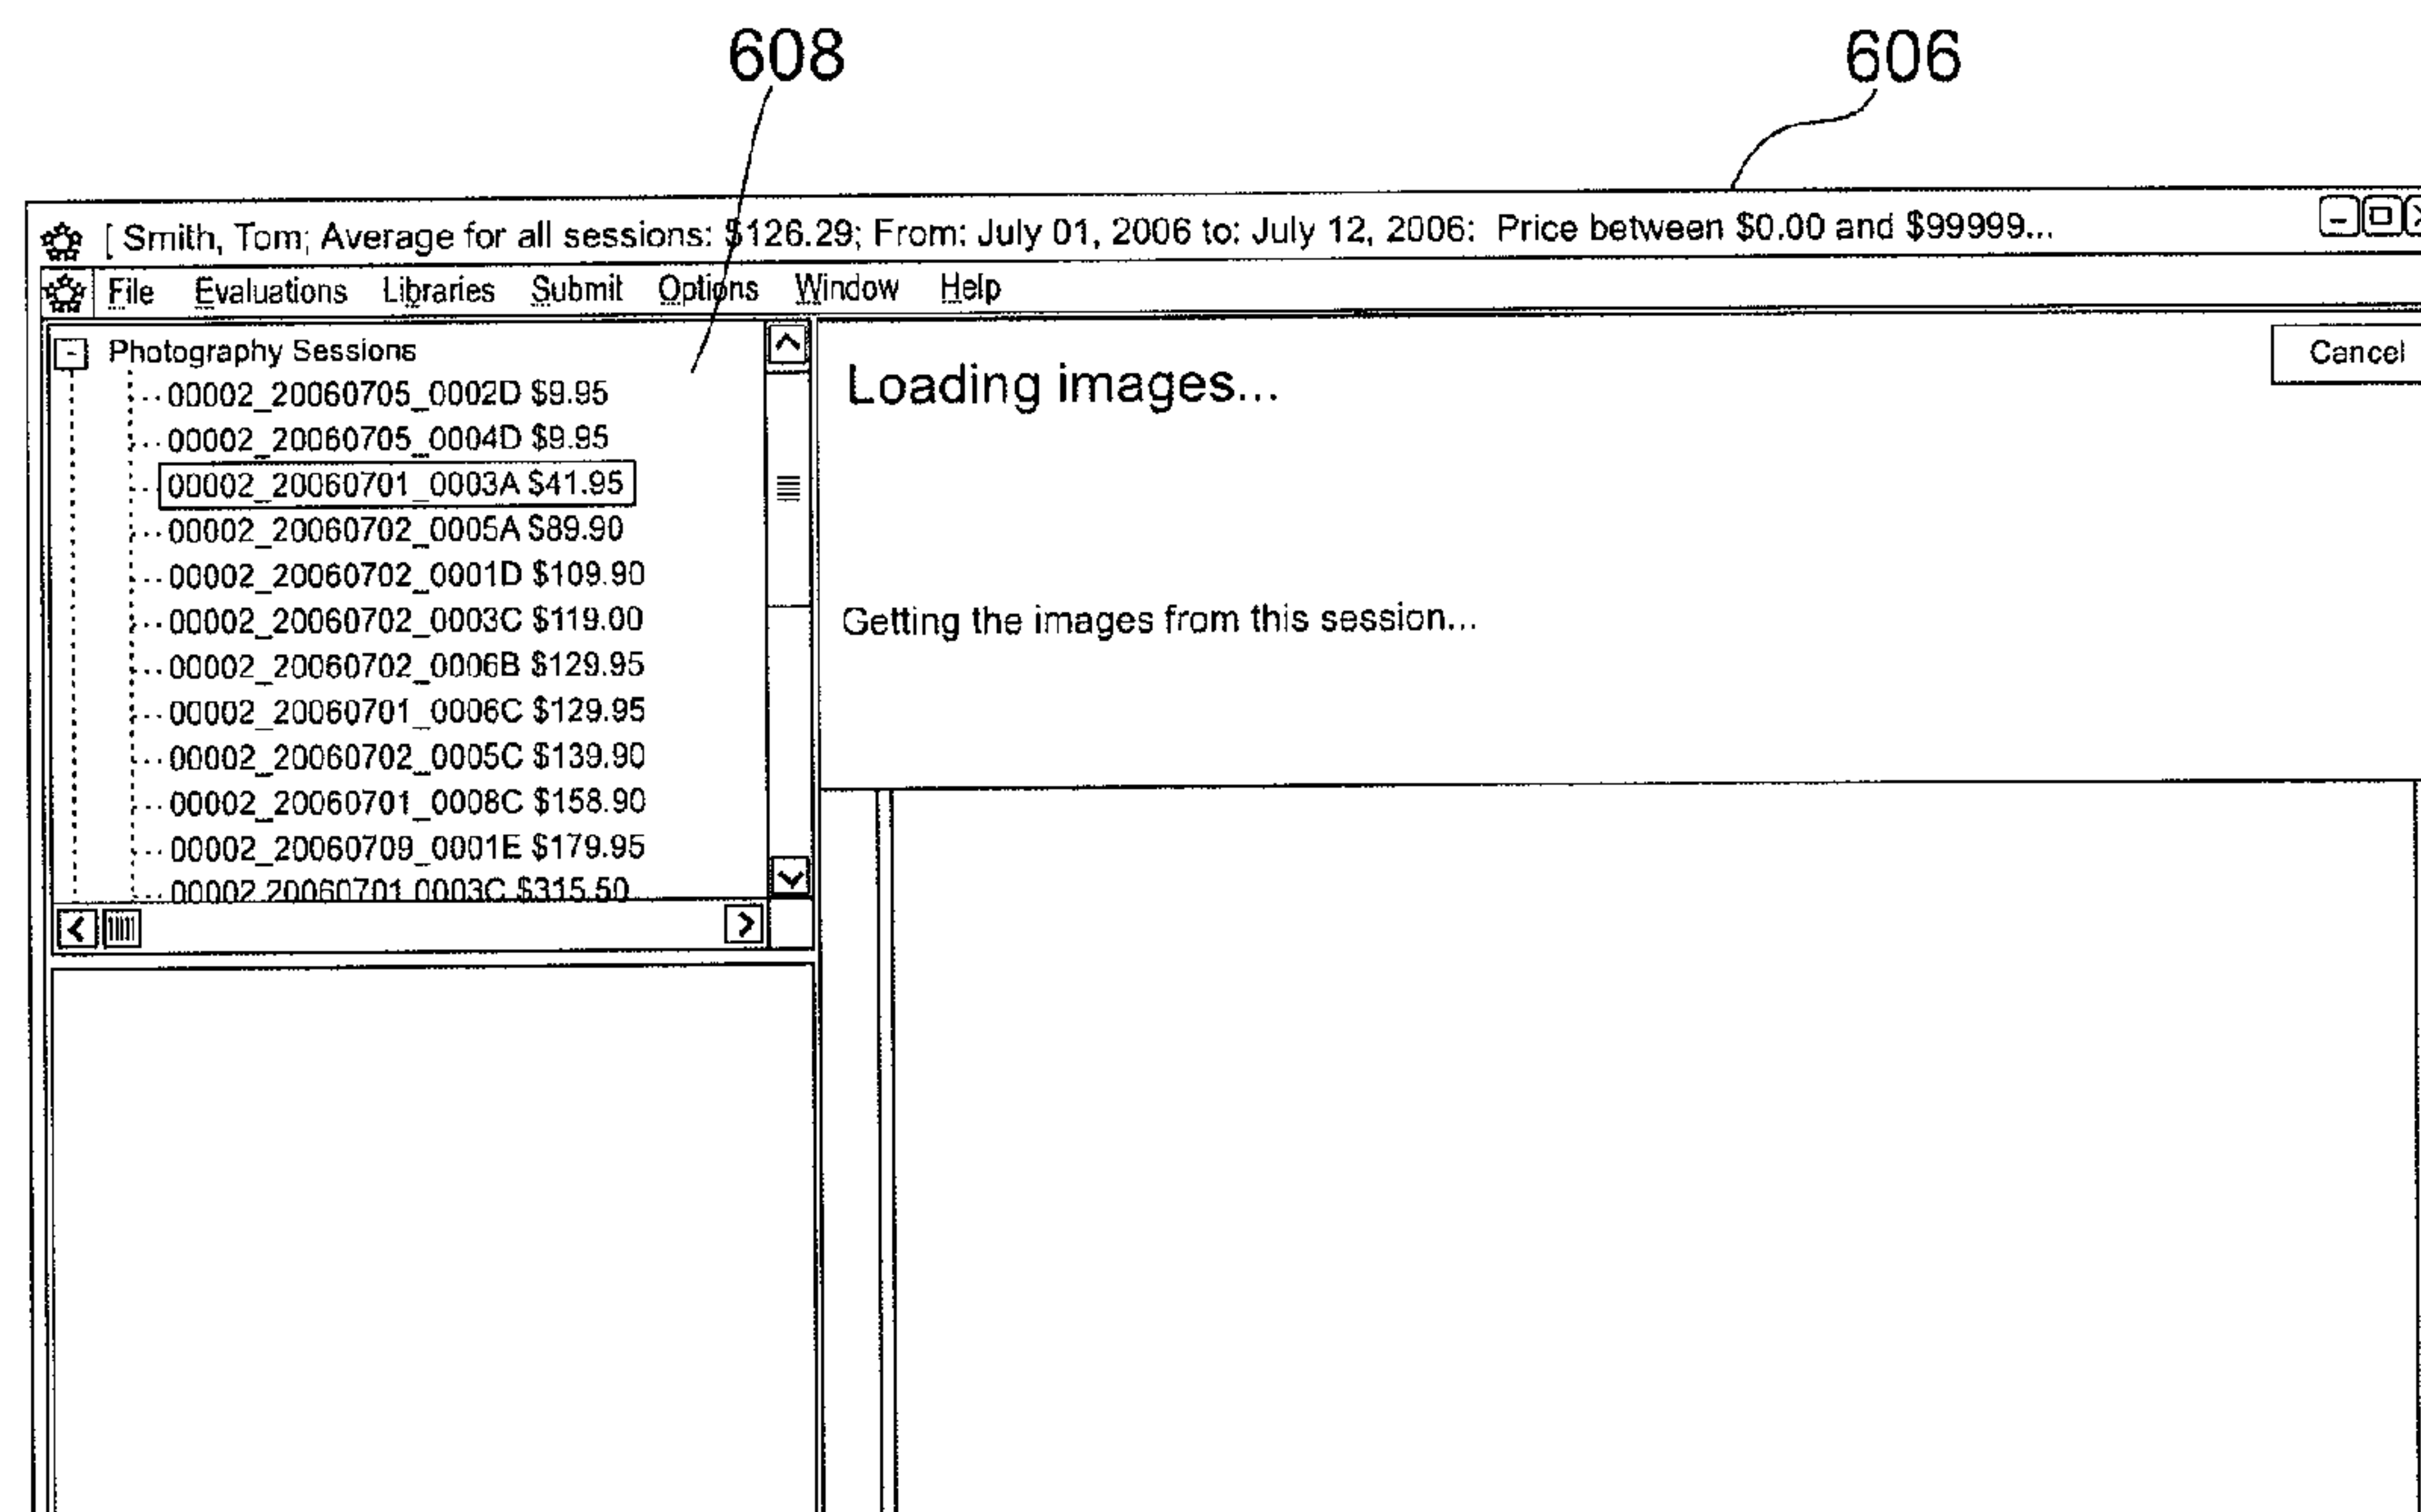 608
606
[ Smith, Tom; Average for all sessions: $126.29; From: July 01, 2006 to: July 12, 2006: Price between $0.00 and $99999...
File Evaluations Libraries Submit Options Window Help
Photography Sessions
00002_20060705_0002D $9.95
00002_20060705_0004D $9.95
00002_20060701_0003A $41.95
00002_20060702_0005A $89.90
00002_20060702_0001D $109.90
00002_20060702_0003C $119.00
00002_20060702_0006B $129.95
00002_20060701_0006C $129.95
00002_20060702_0005C $139.90
00002_20060701_0008C $158.90
00002_20060709_0001E $179.95
00002 20060701 0003C $315.50
Loading images...
Cancel
Getting the images from this session...